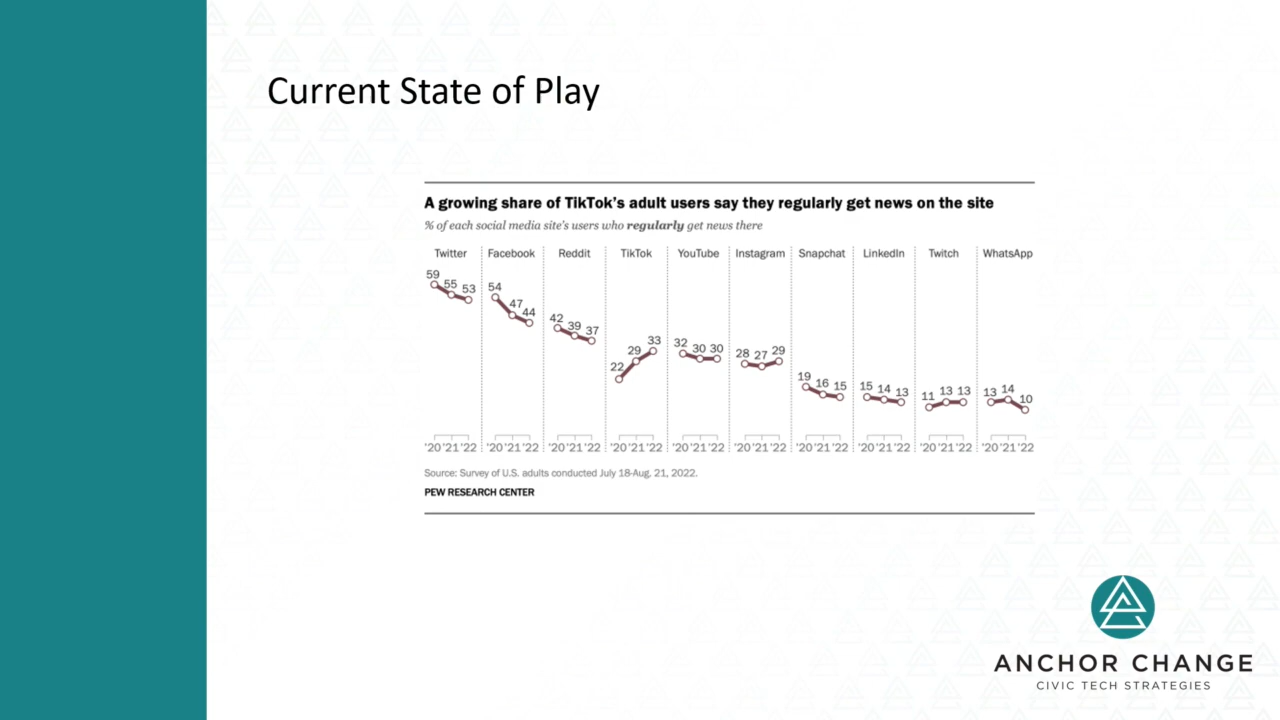 Current State of Play
A growing share of TikTok's adult users say they regularly get news on the site
% of each social media site's users who regularly get news there
Twitter Facebook Reddit TikTok YouTube Instagram Snapchat LinkedIn Twitch WhatsApp
59 55 53 54 47 44 42 39 37 22 29 33 32 30 30 28 27 29 19 16 15 15 14 13 11 13 13 13 14 10
'20 '21 '22 '20 '21 '22 '20 '21 '22 '20 '21 '22 '20 '21 '22 '20 '21 '22 '20 '21 '22 '20 '21 '22 '20 '21 '22 '20 '21 '22
Source: Survey of U.S. adults conducted July 18-Aug. 21, 2022.
PEW RESEARCH CENTER
ANCHOR CHANGE
CIVIC TECH STRATEGIES